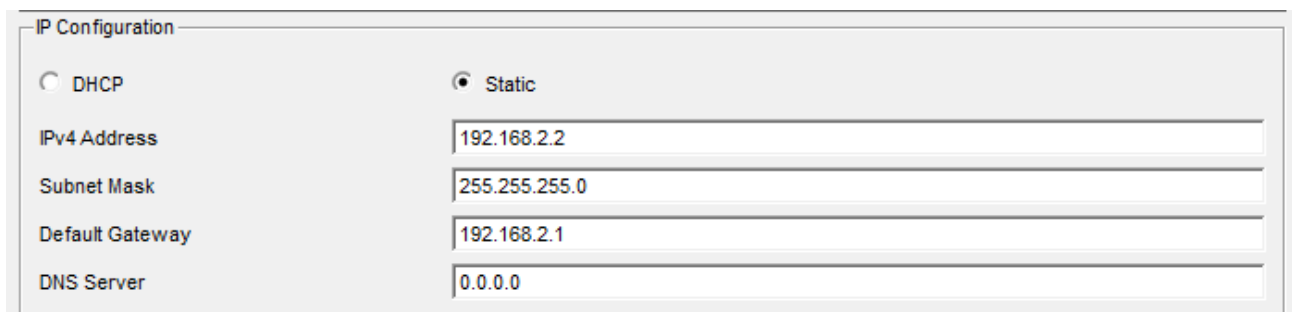 IP Configuration
DHCP Static
IPv4 Address 192.168.2.2
Subnet Mask 255.255.255.0
Default Gateway 192.168.2.1
DNS Server 0.0.0.0